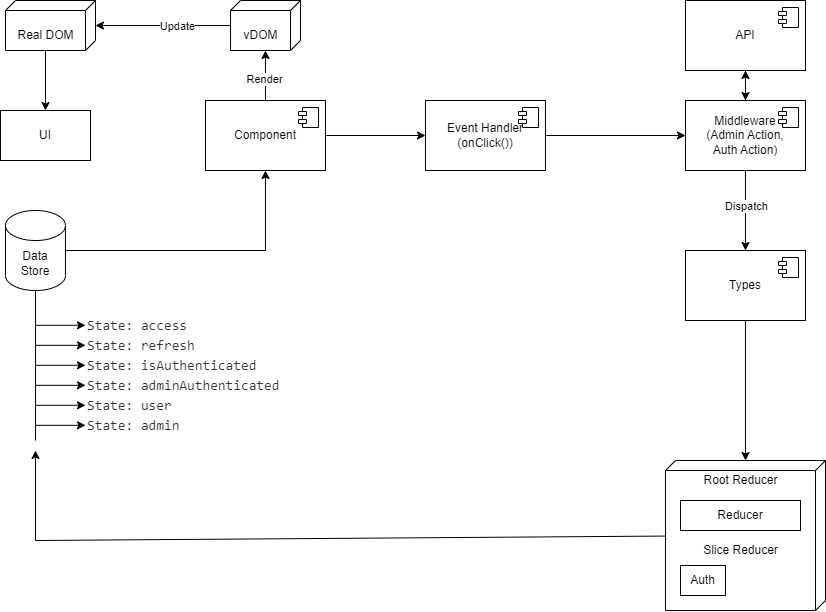 Real DOM
Update
vDOM
API
UI
Render
Component
Event Handler
(onClick())
Middleware
(Admin Action,
Auth Action)
Dispatch
Data
Store
Types
State: access
State: refresh
State: isAuthenticated
State: adminAuthenticated
State: user
State: admin
Root Reducer
Reducer
Slice Reducer
Auth